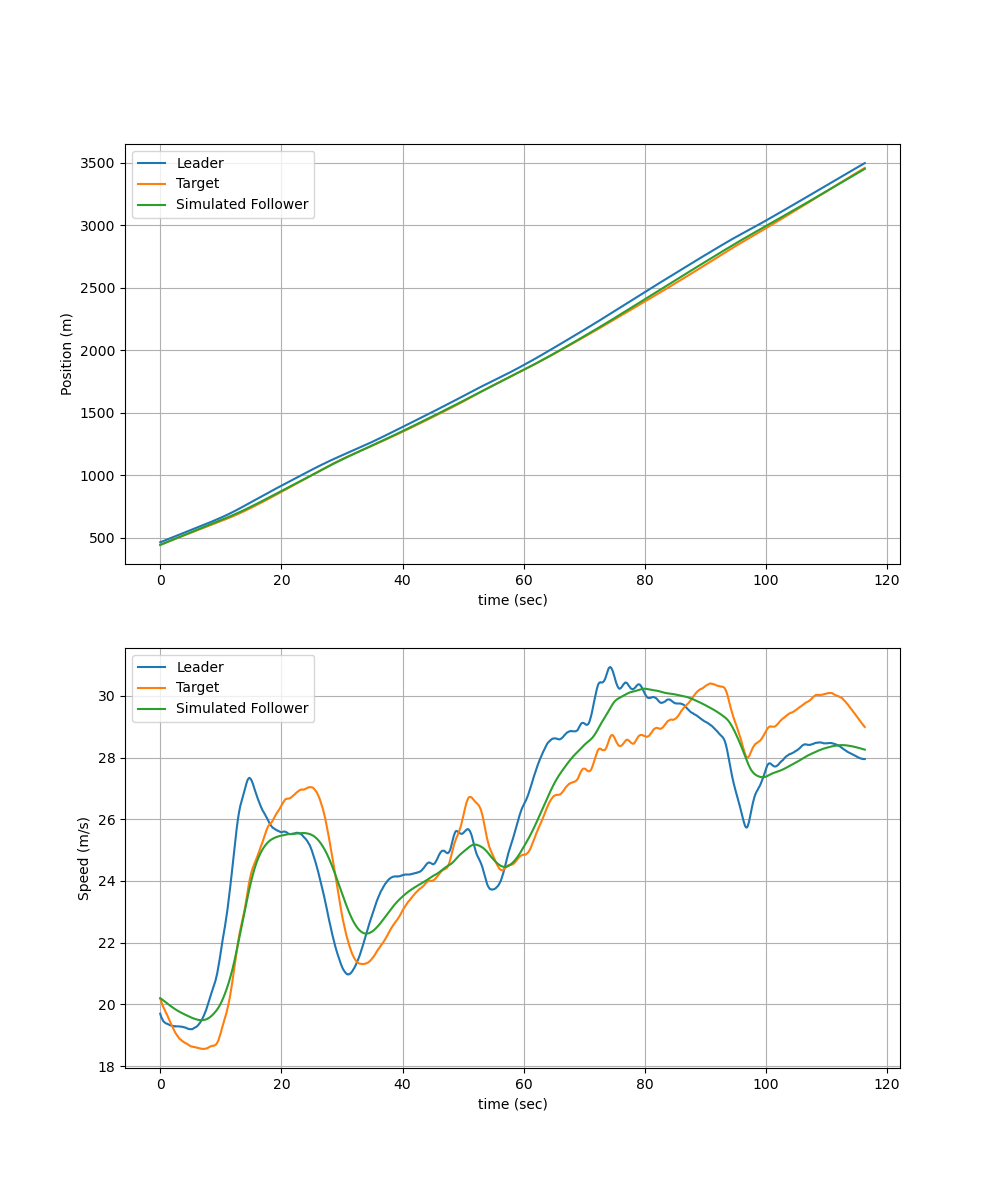 Leader
Target
Simulated Follower
Position (m)
3500
3000
2500
2000
1500
1000
500
0 20 40 60 80 100 120
time (sec)
Leader
Target
Simulated Follower
Speed (m/s)
30
28
26
24
22
20
18
0 20 40 60 80 100 120
time (sec)